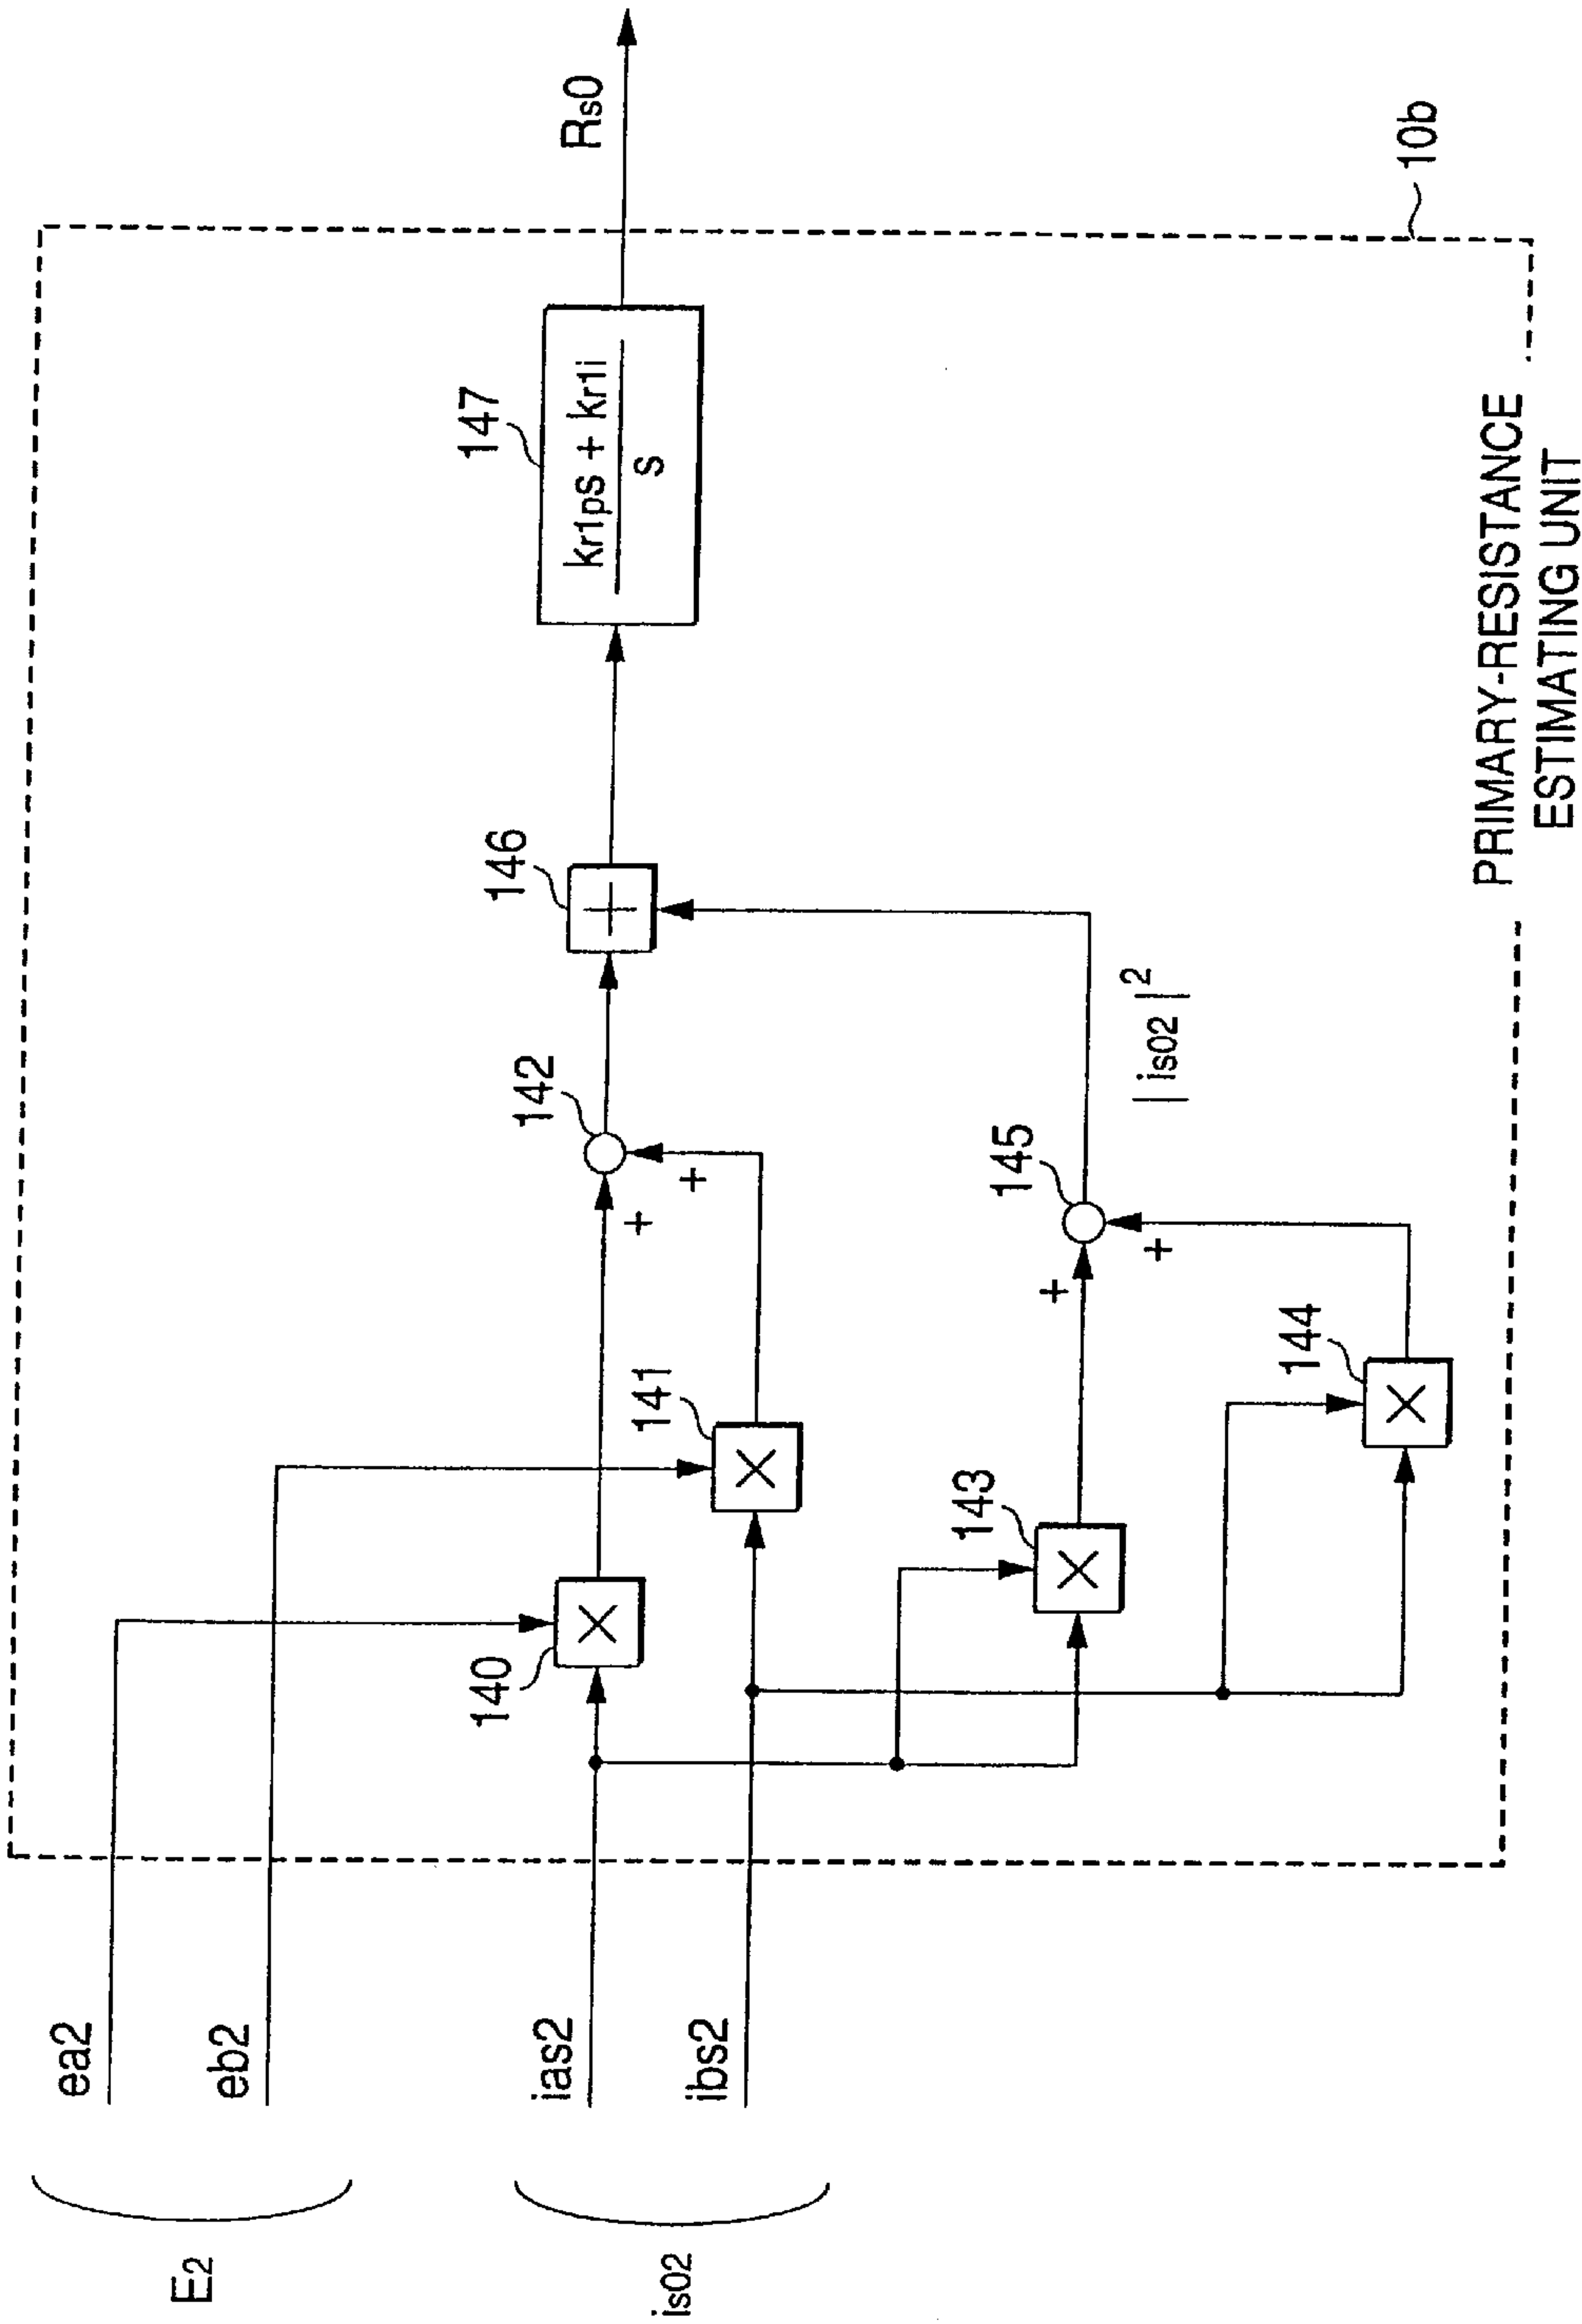 E2
is02
ea2
eb2
ias2
ibs2
140
141
142
143
144
145
|is02|2
146
147
kr1ps + kr1i
s
Rs0
10b
PRIMARY-RESISTANCE
ESTIMATING UNIT